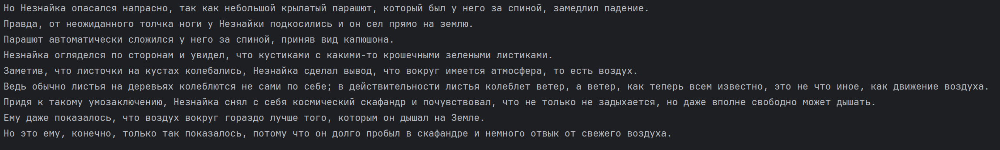 Но Незнайка опасался напрасно, так как небольшой крылатый парашют, который был у него за спиной, замедлил падение.
Правда, от неожиданного толчка ноги у Незнайки подкосились и он сел прямо на землю.
Парашют автоматически сложился у него за спиной, приняв вид капюшона.
Незнайка огляделся по сторонам и увидел, что кустиками с какими-то крошечными зелеными листиками.
Заметив, что листочки на кустах колебались, Незнайка сделал вывод, что вокруг имеется атмосфера, то есть воздух.
Ведь обычно листья на деревьях колеблются не сами по себе; в действительности листья колеблет ветер, а ветер, как теперь всем известно, это не что иное, как движение воздуха.
Придя к такому умозаключению, Незнайка снял с себя космический скафандр и почувствовал, что не только не задыхается, но даже вполне свободно может дышать.
Ему даже показалось, что воздух вокруг гораздо лучше того, которым он дышал на Земле.
Но это ему, конечно, только так показалось, потому что он долго пробыл в скафандре и немного отвык от свежего воздуха.